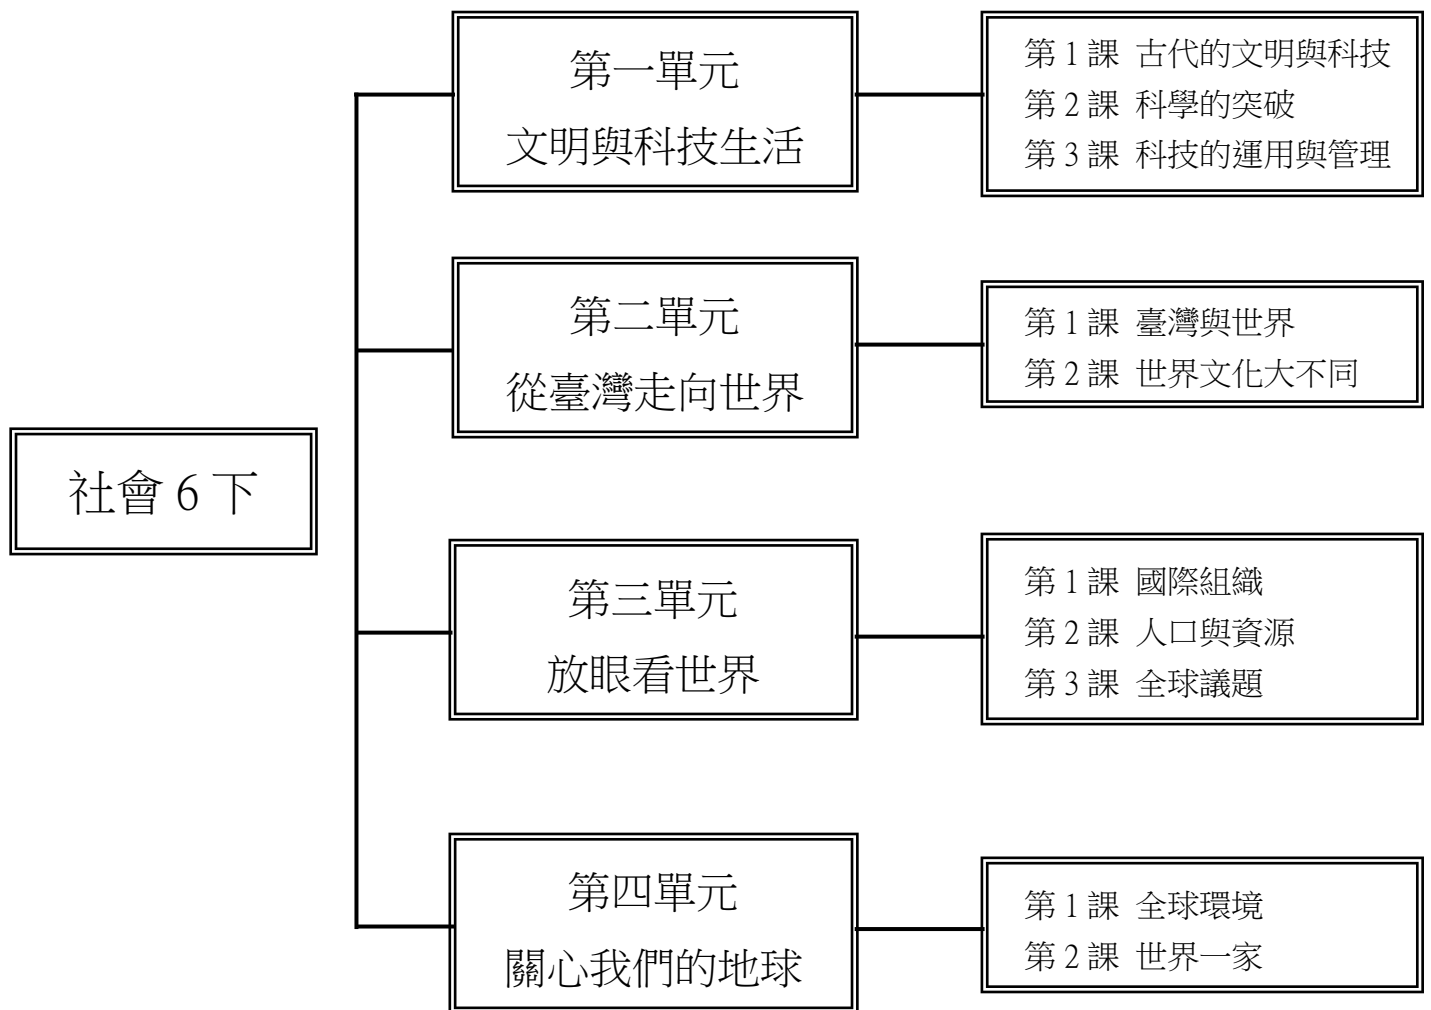 社會 6 下
第一單元
文明與科技生活
第 1 課 古代的文明與科技
第 2 課 科學的突破
第 3 課 科技的運用與管理
第二單元
從臺灣走向世界
第 1 課 臺灣與世界
第 2 課 世界文化大不同
第三單元
放眼看世界
第 1 課 國際組織
第 2 課 人口與資源
第 3 課 全球議題
第四單元
關心我們的地球
第 1 課 全球環境
第 2 課 世界一家